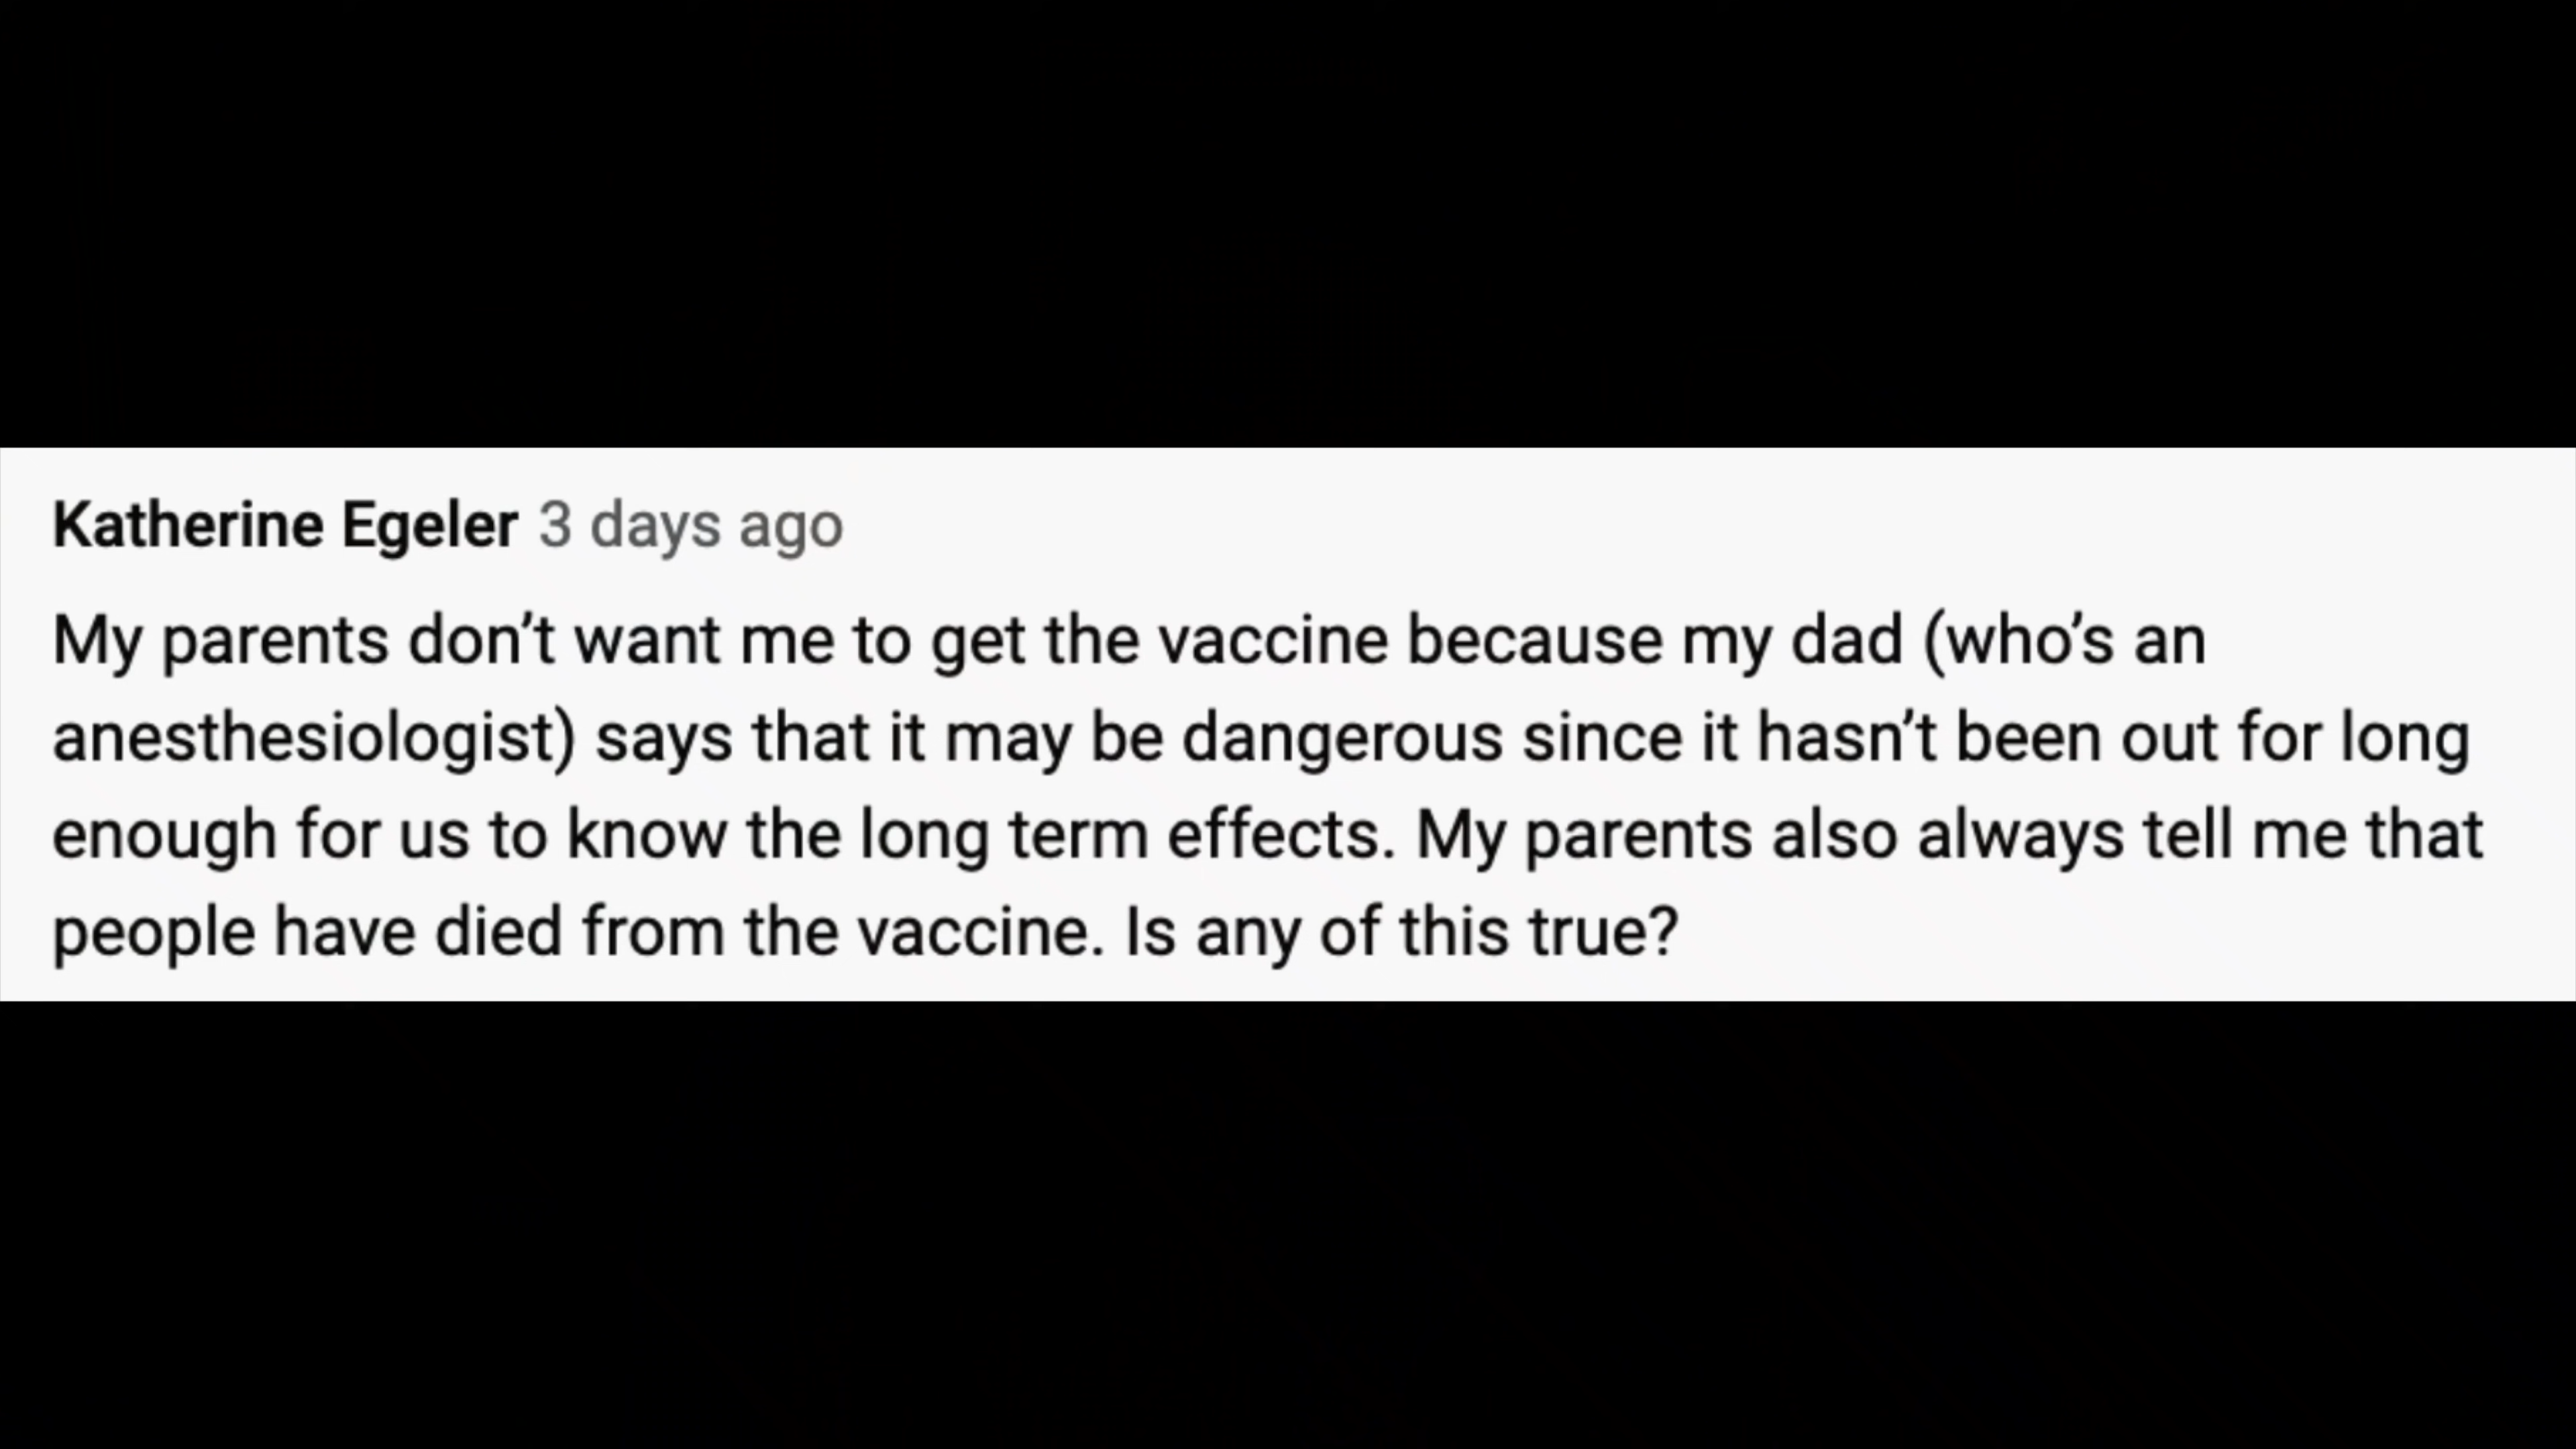 Katherine Egeler 3 days ago
My parents don’t want me to get the vaccine because my dad (who’s an
anesthesiologist) says that it may be dangerous since it hasn’t been out for long
enough for us to know the long term effects. My parents also always tell me that
people have died from the vaccine. Is any of this true?